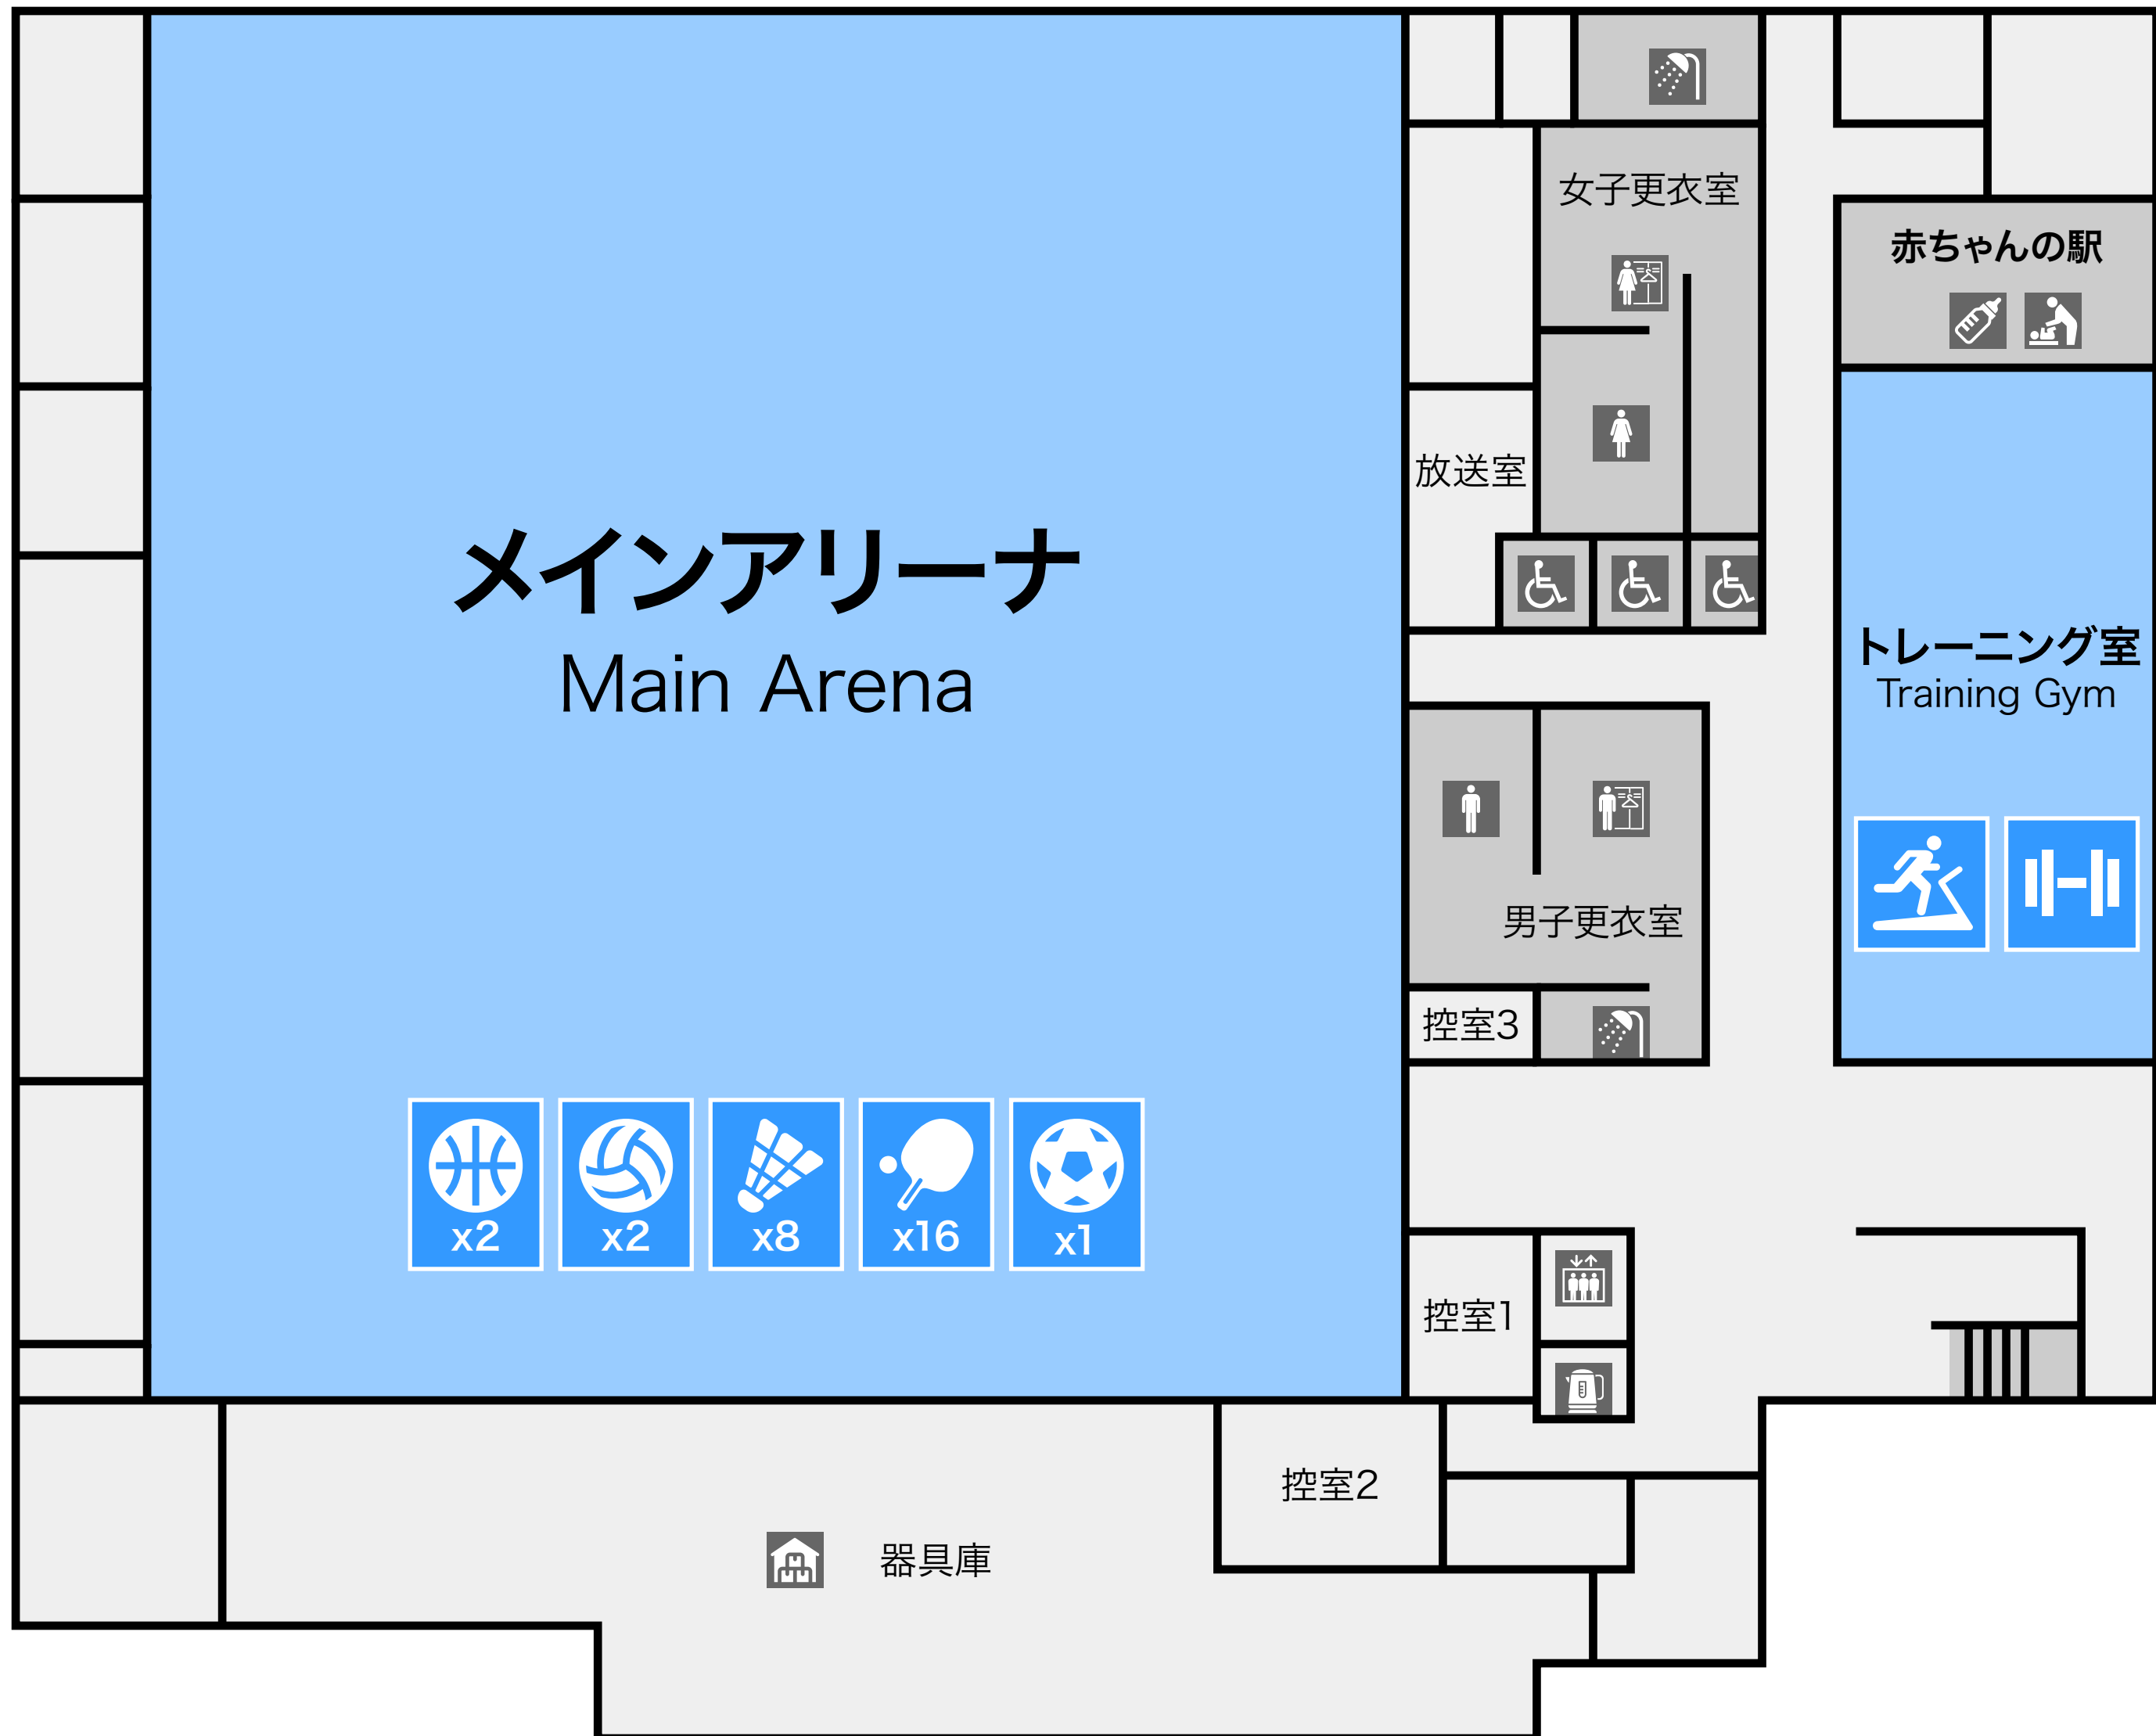 女子更衣室
赤ちゃんの駅
放送室
メインアリーナ
Main Arena
トレーニング室
Training Gym
男子更衣室
控室3
x2
x2
x8
x16
x1
控室1
控室2
器具庫